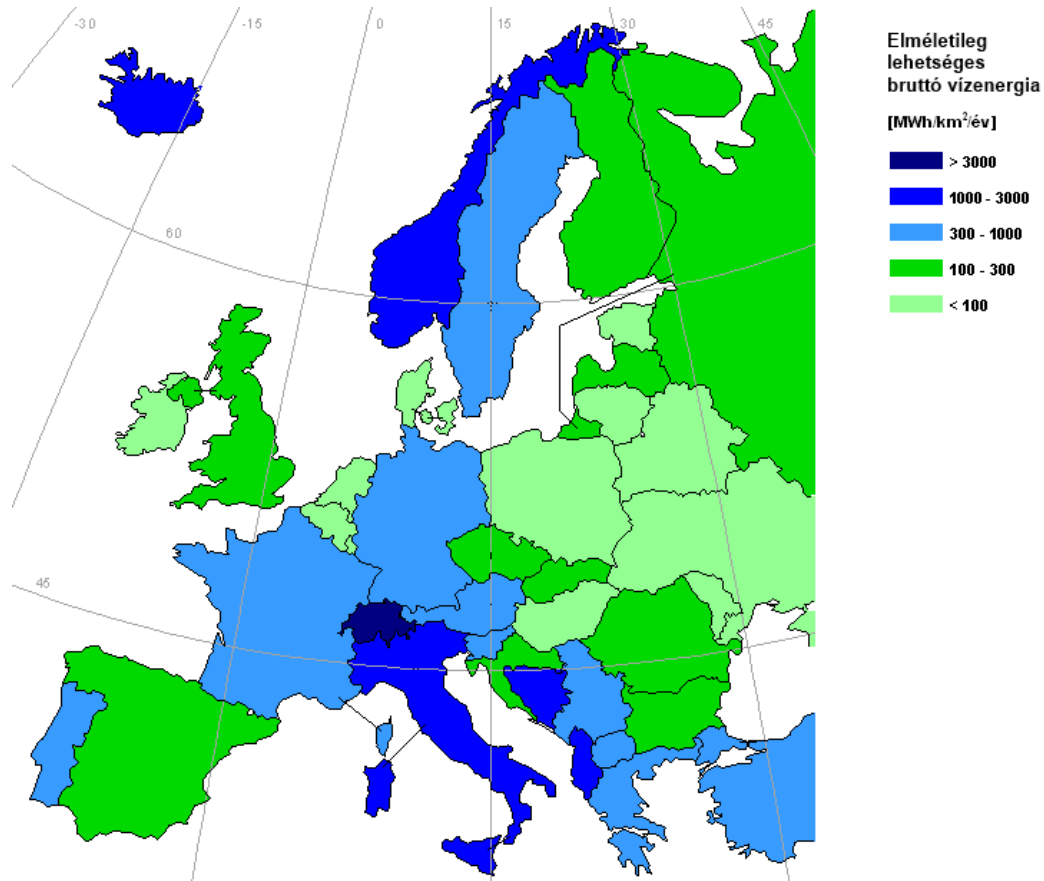 -30
-15
0
15
30
45
60
45
Elméletileg
lehetséges
bruttó vízenergia
[MWh/km²/év]
> 3000
1000 - 3000
300 - 1000
100 - 300
< 100